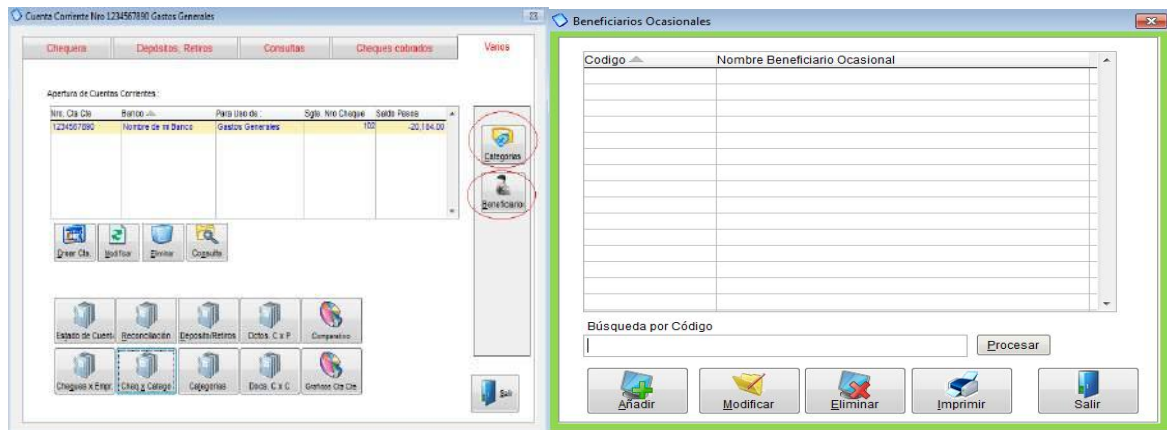 Cuenta Corriente Nro 1234567890 Gastos Generales
Chequera Depósitos, Retiros Consultas Cheques cobrados Varios
Apertura de Cuentas Corrientes :
Nro. Cta Cte Banco Para Uso de : Sgte. Nro Cheque Saldo Pesos
1234567890 Nombre de mi Banco Gastos Generales 102 -20,184.00
Categorias
Beneficiario
Crear Cta. Modificar Eliminar Consulta
Estado de Cuent Reconciliación Deposito/Retiros Dctos. C x P Comparativo
Cheques x Empr. Cheq x Catego Categorias Docs. C x C Graficos Cta Cte
Salir
Beneficiarios Ocasionales
Codigo Nombre Beneficiario Ocasional
Búsqueda por Código
Procesar
Añadir Modificar Eliminar Imprimir Salir